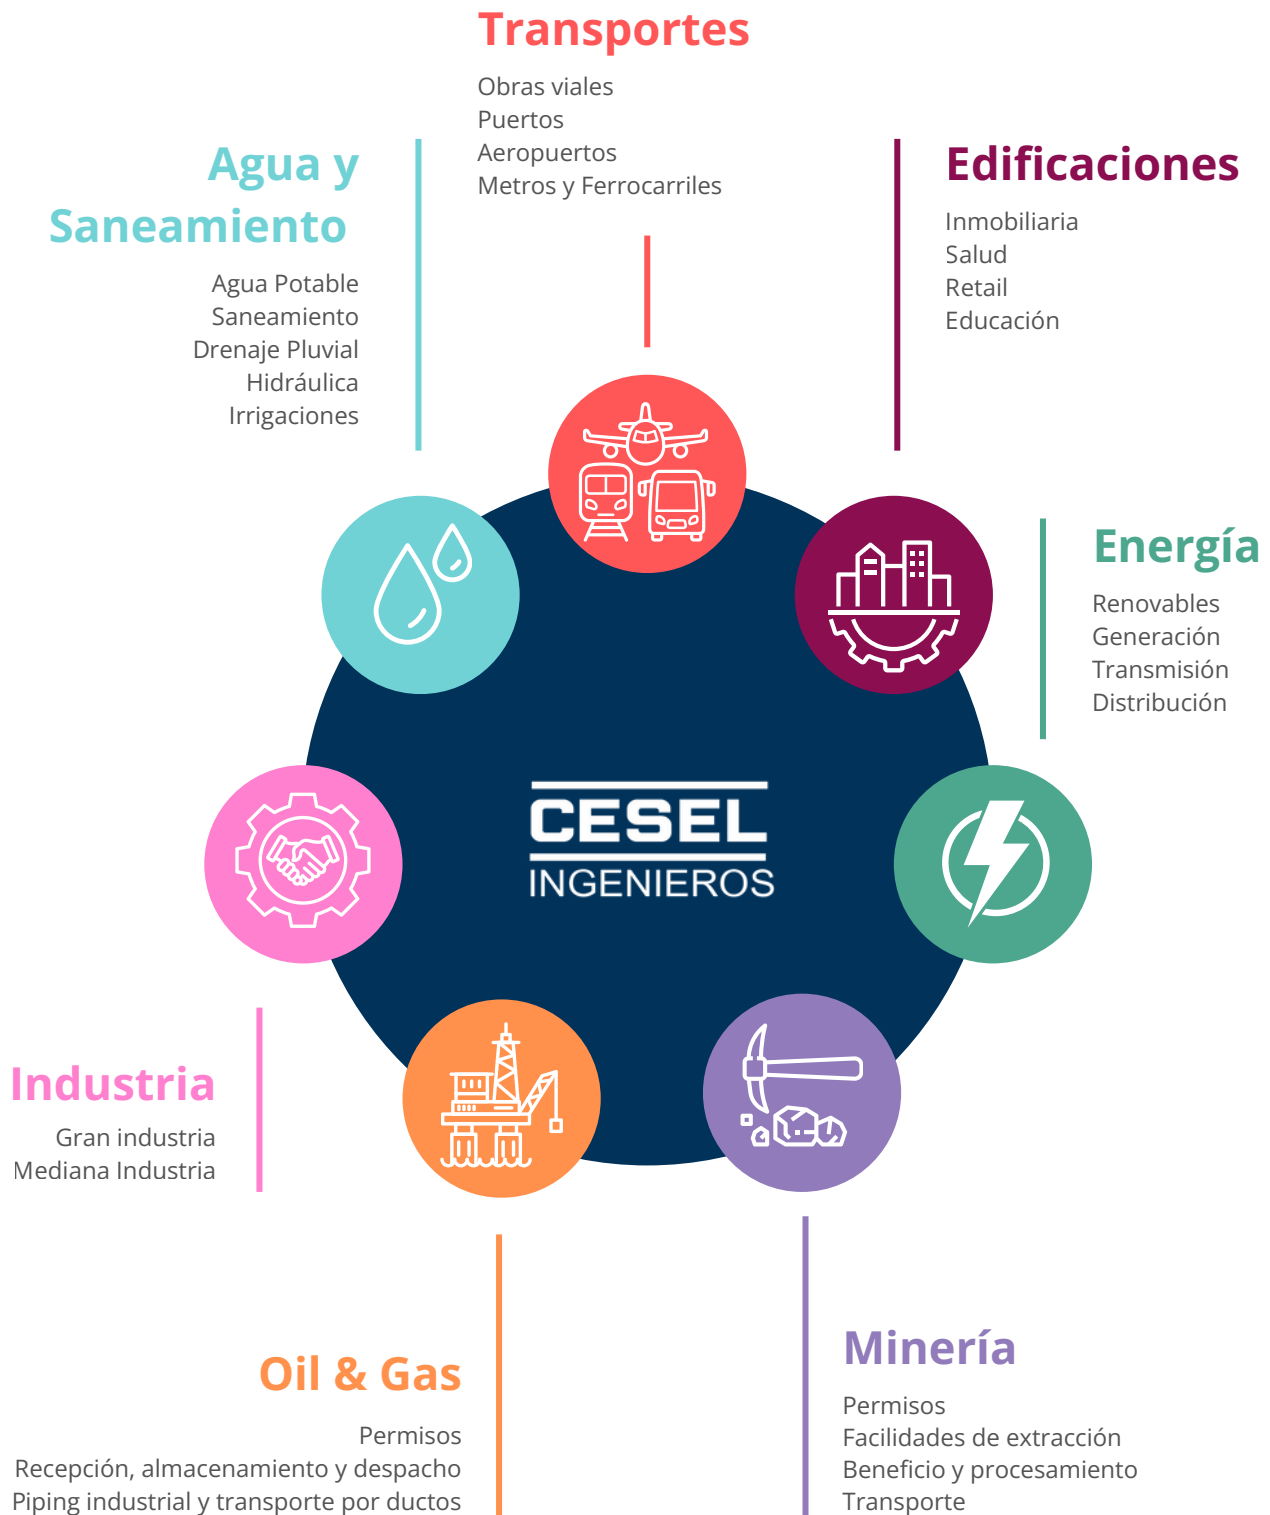 Transportes
Obras viales
Puertos
Aeropuertos
Metros y Ferrocarriles
Agua y
Saneamiento
Agua Potable
Saneamiento
Drenaje Pluvial
Hidráulica
Irrigaciones
Edificaciones
Inmobiliaria
Salud
Retail
Educación
Energía
Renovables
Generación
Transmisión
Distribución
CESEL
INGENIEROS
Industria
Gran industria
Mediana Industria
Oil & Gas
Permisos
Recepción, almacenamiento y despacho
Piping industrial y transporte por ductos
Minería
Permisos
Facilidades de extracción
Beneficio y procesamiento
Transporte